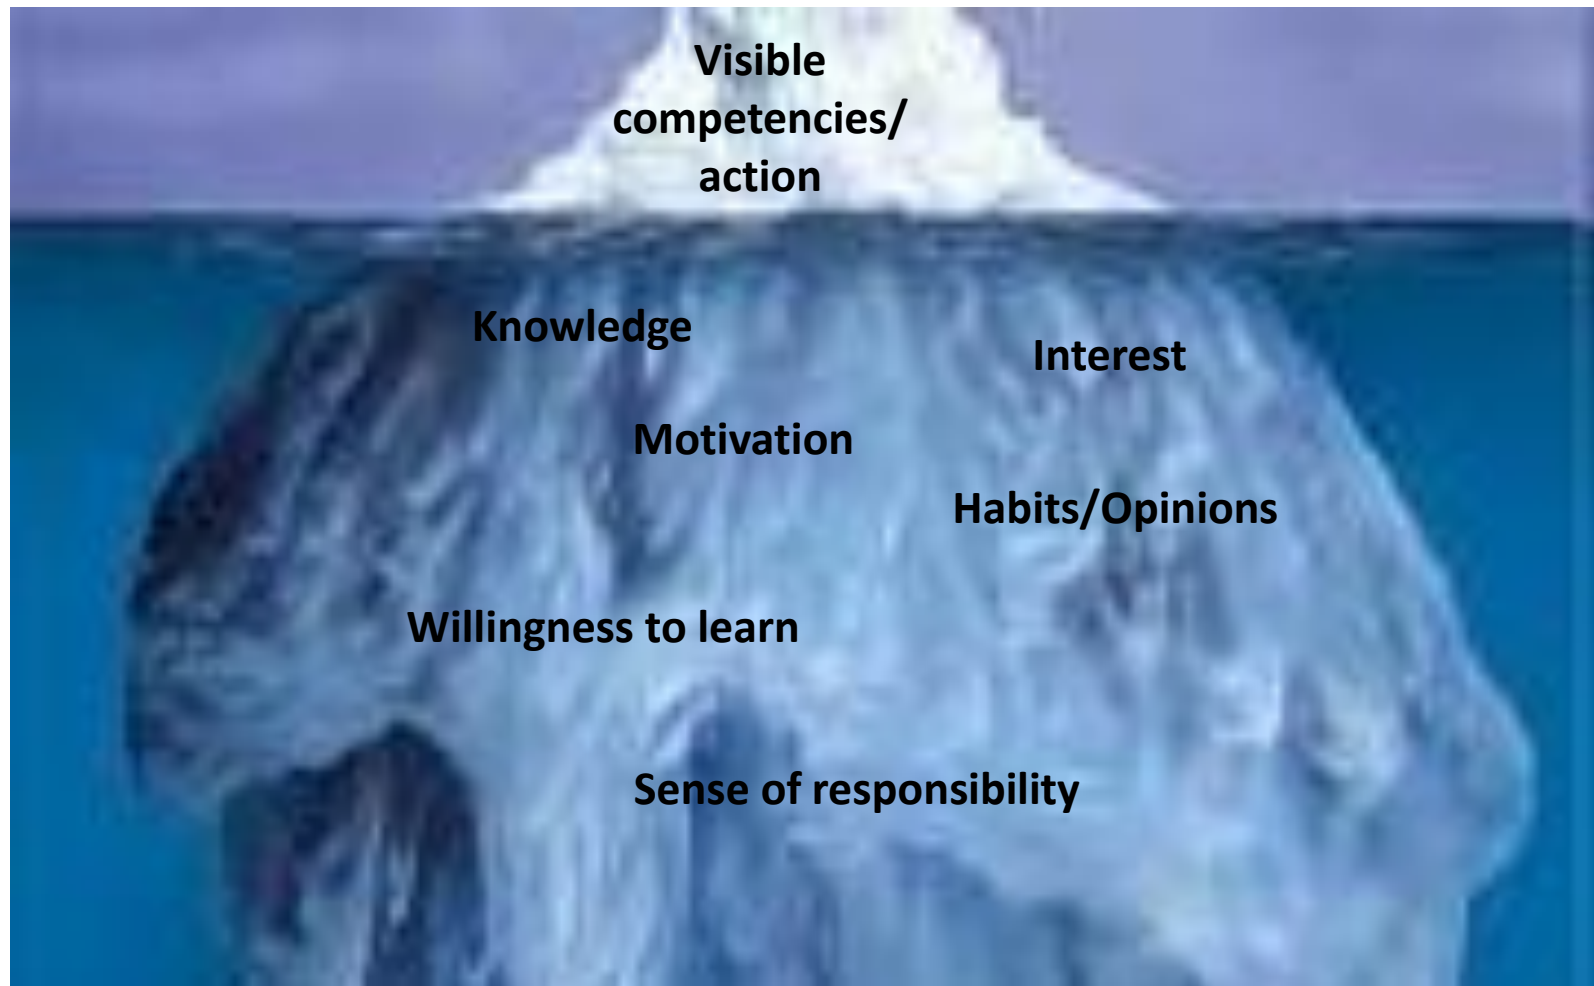 Visible
competencies/
action
Knowledge
Interest
Motivation
Habits/Opinions
Willingness to learn
Sense of responsibility